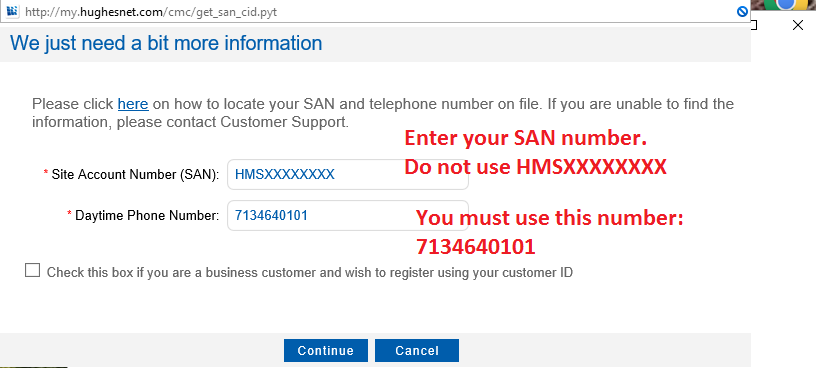 http://my.hughesnet.com/cmc/get_san_cid.pyt
We just need a bit more information
Please click here on how to locate your SAN and telephone number on file. If you are unable to find the
information, please contact Customer Support.
Enter your SAN number.
* Site Account Number (SAN): HMSXXXXXXXX
Do not use HMSXXXXXXXX
* Daytime Phone Number: 7134640101
You must use this number:
7134640101
Check this box if you are a business customer and wish to register using your customer ID
Continue Cancel